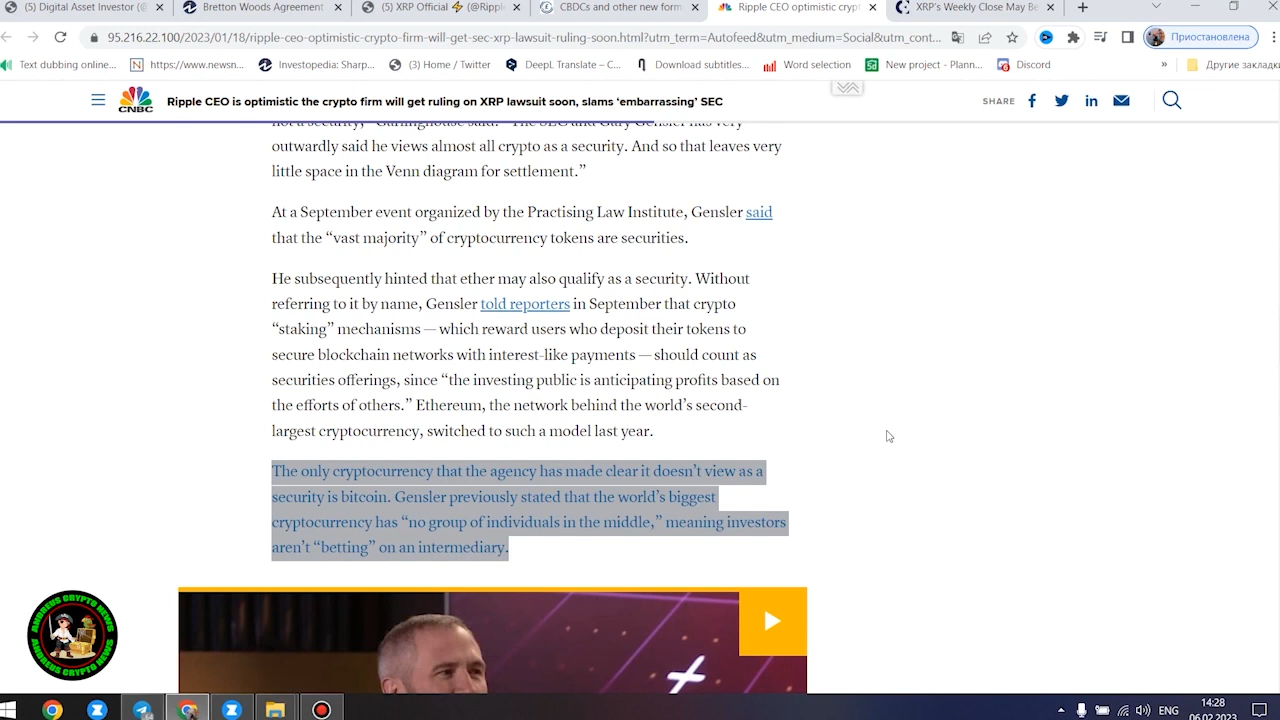 (5) Digital Asset Investor (@
Bretton Woods Agreement
(5) XRP Official ⚡ (@Ripple
CBDCs and other new form
Ripple CEO optimistic crypt
XRP's Weekly Close May Be
95.216.22.100/2023/01/18/ripple-ceo-optimistic-crypto-firm-will-get-sec-xrp-lawsuit-ruling-soon.html?utm_term=Autofeed&utm_medium=Social&utm_cont...
Приостановлена
Text dubbing online...
https://www.newsn...
Investopedia: Sharp...
(3) Home / Twitter
DeepL Translate – C...
Download subtitles...
Word selection
New project - Plann...
Discord
»
Другие закладки
CNBC
Ripple CEO is optimistic the crypto firm will get ruling on XRP lawsuit soon, slams ‘embarrassing’ SEC
SHARE
not a security,” Garlinghouse said. “The SEC and Gary Gensler has very
outwardly said he views almost all crypto as a security. And so that leaves very
little space in the Venn diagram for settlement.”
At a September event organized by the Practising Law Institute, Gensler said
that the “vast majority” of cryptocurrency tokens are securities.
He subsequently hinted that ether may also qualify as a security. Without
referring to it by name, Gensler told reporters in September that crypto
“staking” mechanisms — which reward users who deposit their tokens to
secure blockchain networks with interest-like payments — should count as
securities offerings, since “the investing public is anticipating profits based on
the efforts of others.” Ethereum, the network behind the world’s second-
largest cryptocurrency, switched to such a model last year.
The only cryptocurrency that the agency has made clear it doesn’t view as a
security is bitcoin. Gensler previously stated that the world’s biggest
cryptocurrency has “no group of individuals in the middle,” meaning investors
aren’t “betting” on an intermediary.
ANDREUS CRYPTO NEWS
ANDREUS CRYPTO NEWS
ENG
14:28
06.02.2023